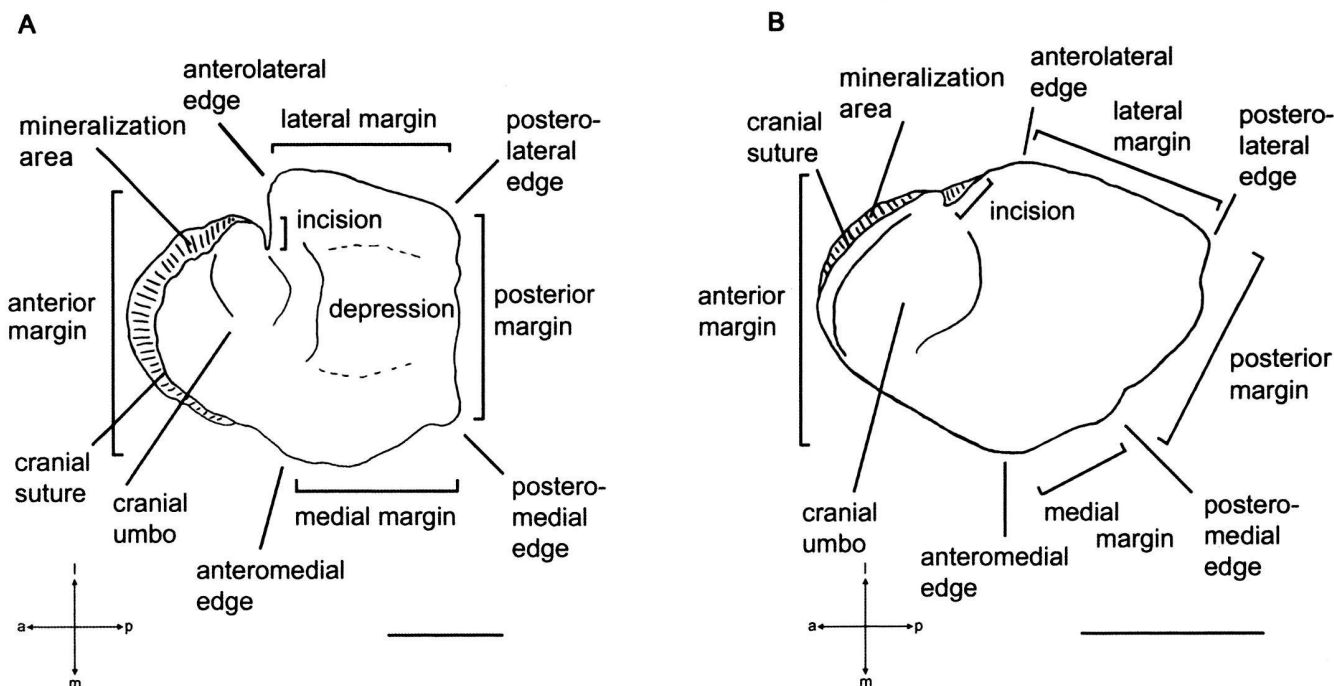 A
anterolateral
edge
mineralization
area
lateral margin
postero-
lateral
edge
incision
anterior
margin
depression
posterior
margin
cranial
suture
cranial
umbo
medial margin
postero-
medial
edge
anteromedial
edge
l
a
p
m
B
anterolateral
edge
mineralization
area
cranial
suture
lateral
margin
postero-
lateral
edge
incision
anterior
margin
posterior
margin
cranial
umbo
medial
margin
postero-
medial
edge
anteromedial
edge
l
a
p
m